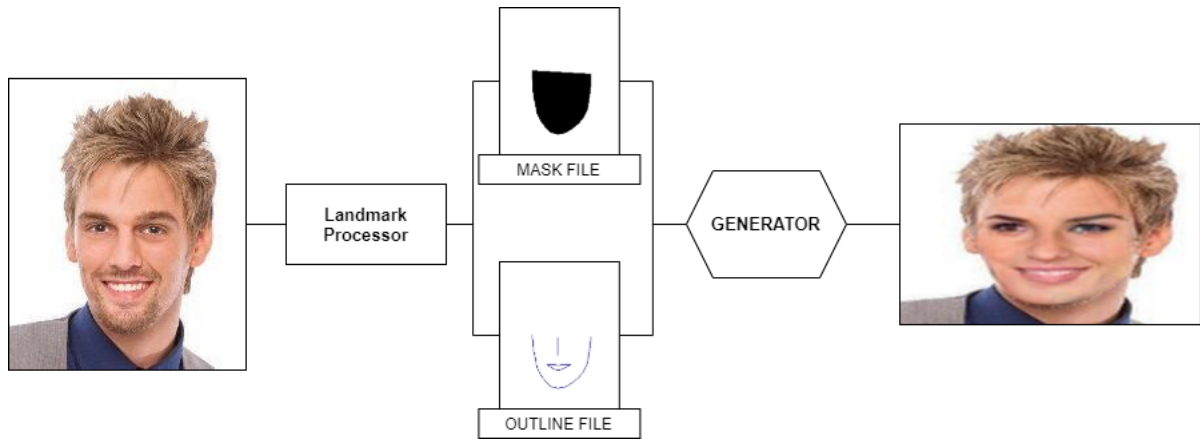 MASK FILE
Landmark
Processor
GENERATOR
OUTLINE FILE